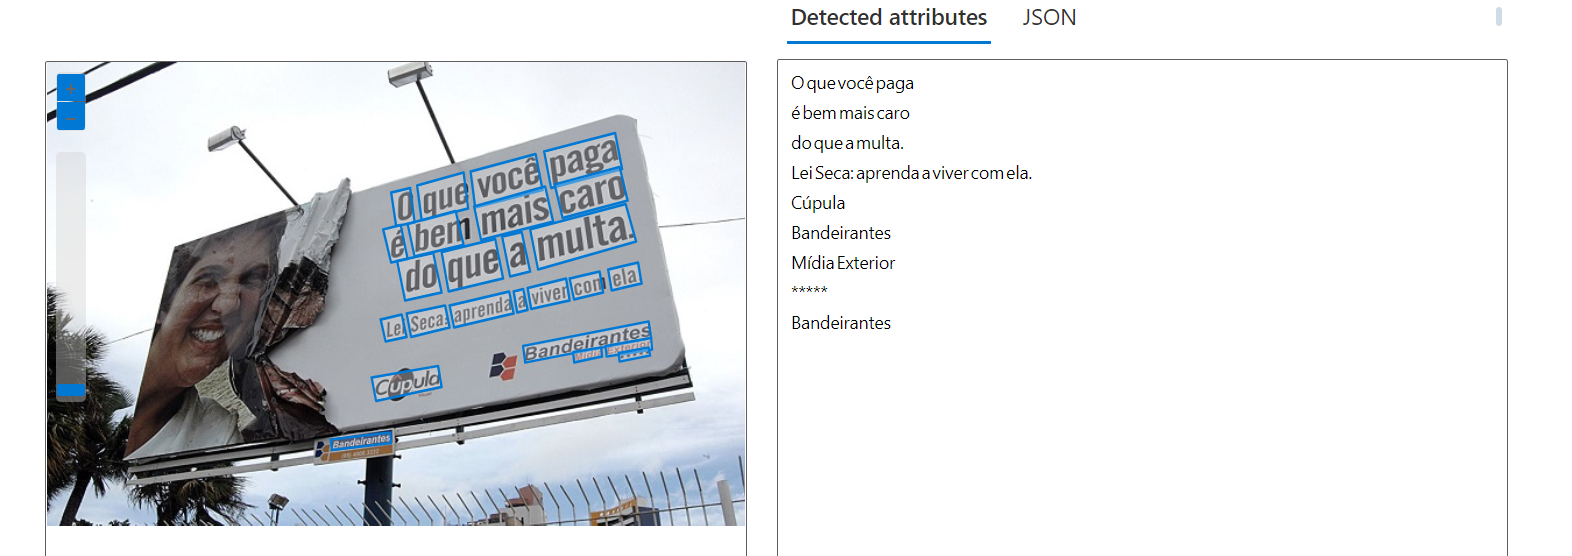 Detected attributes JSON
+
-
O que você paga
é bem mais caro
do que a multa.
Lei Seca: aprenda a viver com ela
Cúpula
Bandeirantes
Mídia Exterior
*****
Bandeirantes
O que você paga
é bem mais caro
do que a multa.
Lei Seca: aprenda a viver com ela.
Cúpula
Bandeirantes
Mídia Exterior
*****
Bandeirantes